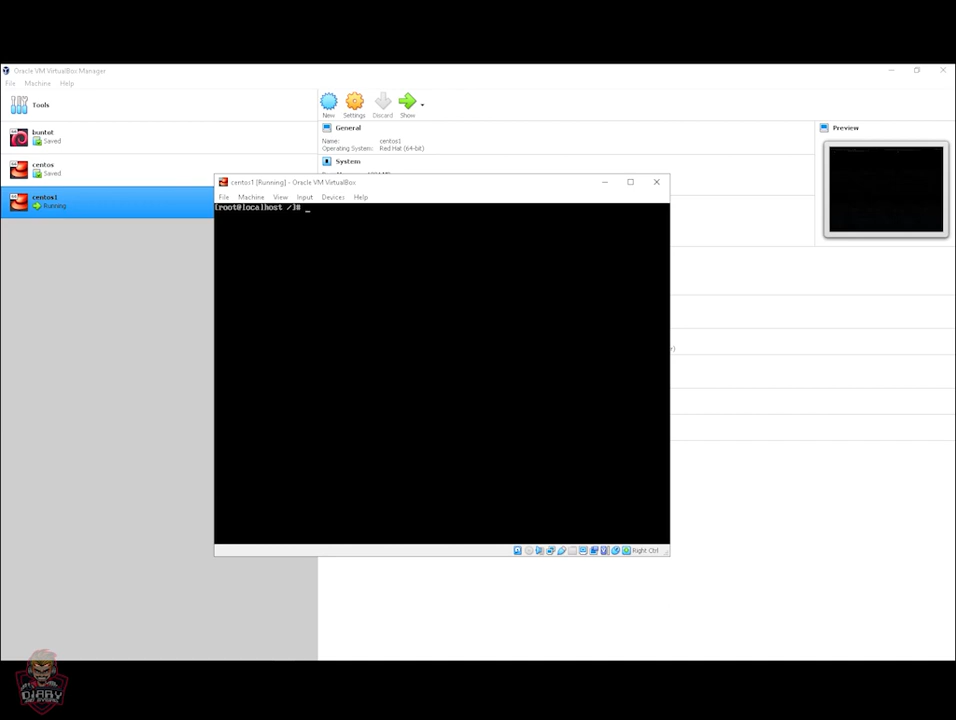 Oracle VM VirtualBox Manager
File Machine Help
Tools
New Settings Discard Show
buntot
Saved
centos
Saved
centos1
Running
General
Name: centos1
Operating System: Red Hat (64-bit)
System
Preview
centos1 [Running] - Oracle VM VirtualBox
File Machine View Input Devices Help
[root@localhost /]# _
Right Ctrl